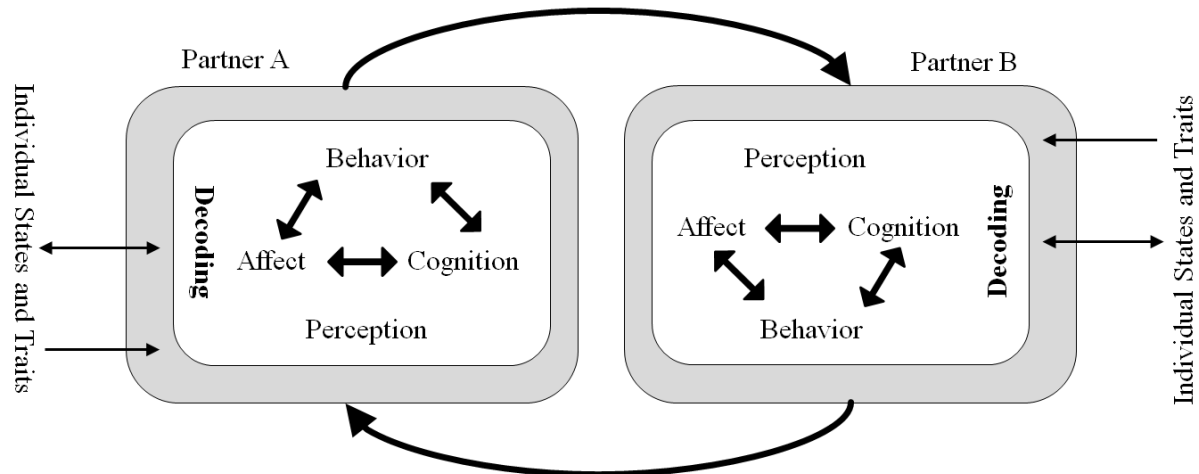 Partner A
Individual States and Traits
Decoding
Behavior
Affect
Cognition
Perception
Partner B
Perception
Affect
Cognition
Behavior
Decoding
Individual States and Traits